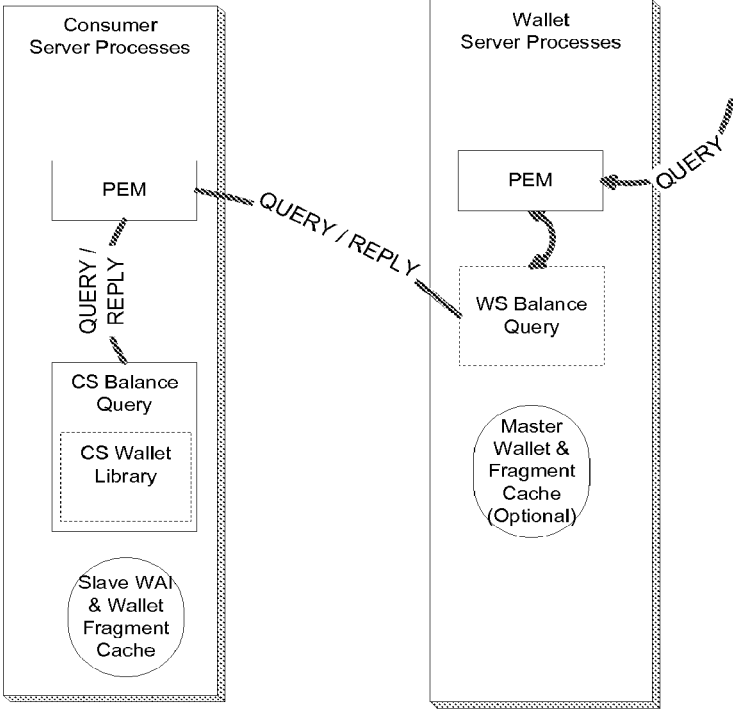 Consumer
Server Processes
PEM
QUERY /
REPLY
CS Balance
Query
CS Wallet
Library
Slave WAI
& Wallet
Fragment
Cache
QUERY / REPLY
Wallet
Server Processes
PEM
QUERY
WS Balance
Query
Master
Wallet &
Fragment
Cache
(Optional)